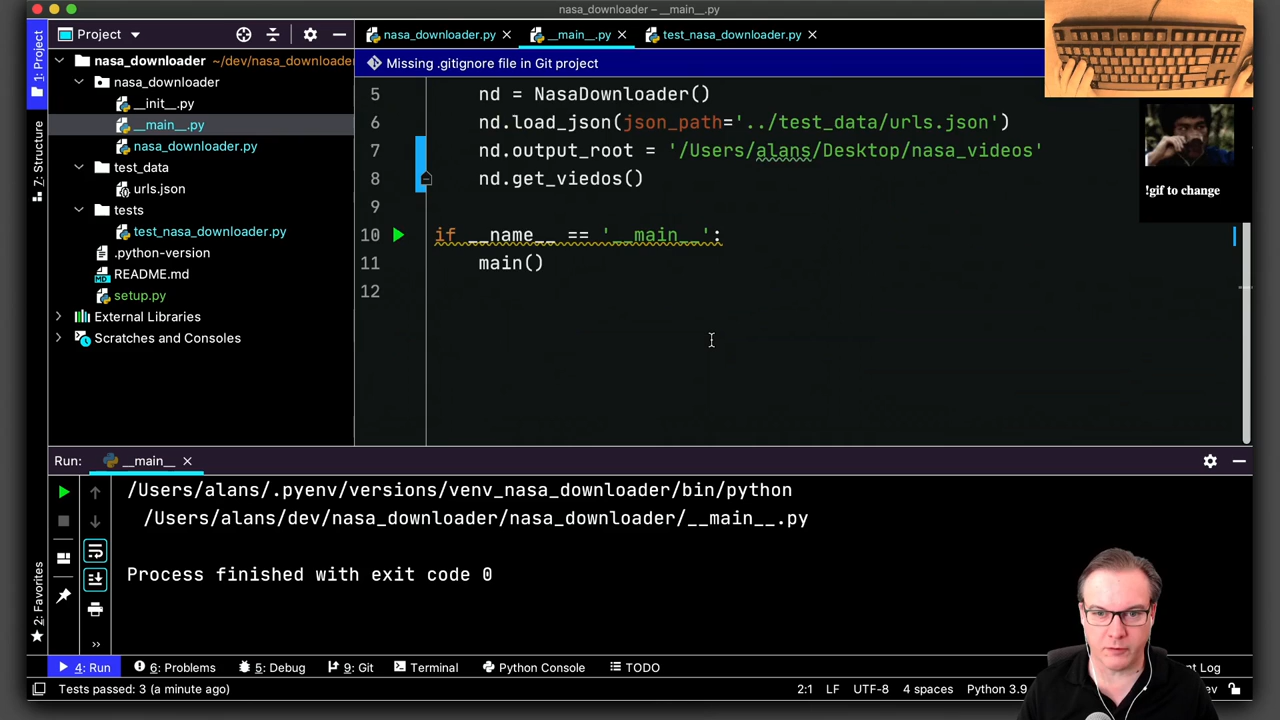 nasa_downloader – __main__.py
1: Project
Project
nasa_downloader.py
__main__.py
test_nasa_downloader.py
nasa_downloader ~/dev/nasa_downloader
Missing .gitignore file in Git project
nasa_downloader
__init__.py
__main__.py
nasa_downloader.py
test_data
urls.json
tests
test_nasa_downloader.py
.python-version
README.md
setup.py
External Libraries
Scratches and Consoles
7: Structure
2: Favorites
5 nd = NasaDownloader()
6 nd.load_json(json_path='../test_data/urls.json')
7 nd.output_root = '/Users/alans/Desktop/nasa_videos'
8 nd.get_viedos()
9
10 if __name__ == '__main__':
11 main()
12
!gif to change
Run: __main__
/Users/alans/.pyenv/versions/venv_nasa_downloader/bin/python
/Users/alans/dev/nasa_downloader/nasa_downloader/__main__.py
Process finished with exit code 0
4: Run 6: Problems 5: Debug 9: Git Terminal Python Console TODO t Log
Tests passed: 3 (a minute ago) 2:1 LF UTF-8 4 spaces Python 3.9